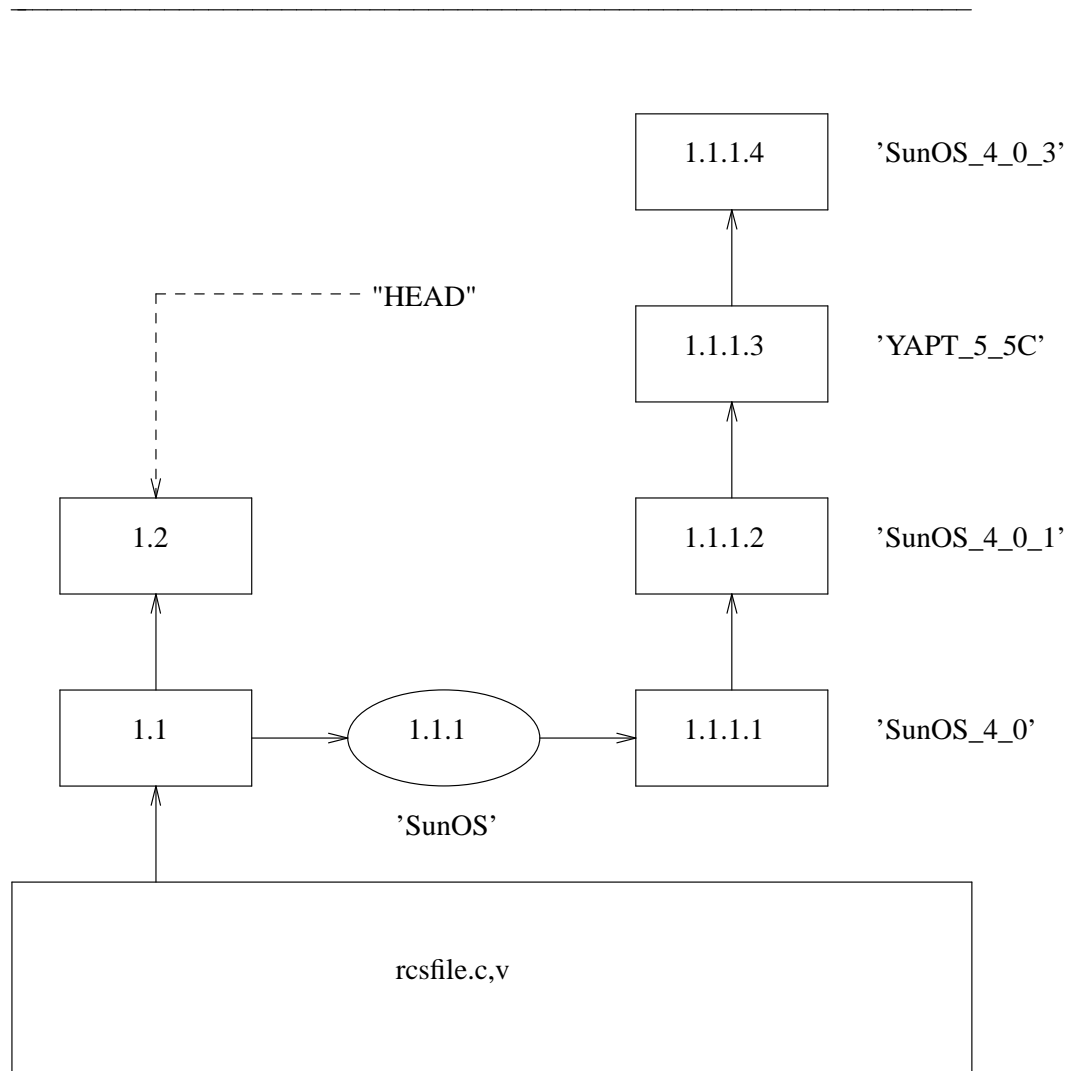 1.1.1.4 ’SunOS_4_0_3’
"HEAD"
1.1.1.3 ’YAPT_5_5C’
1.2 1.1.1.2 ’SunOS_4_0_1’
1.1 1.1.1 1.1.1.1 ’SunOS_4_0’
’SunOS’
rcsfile.c,v